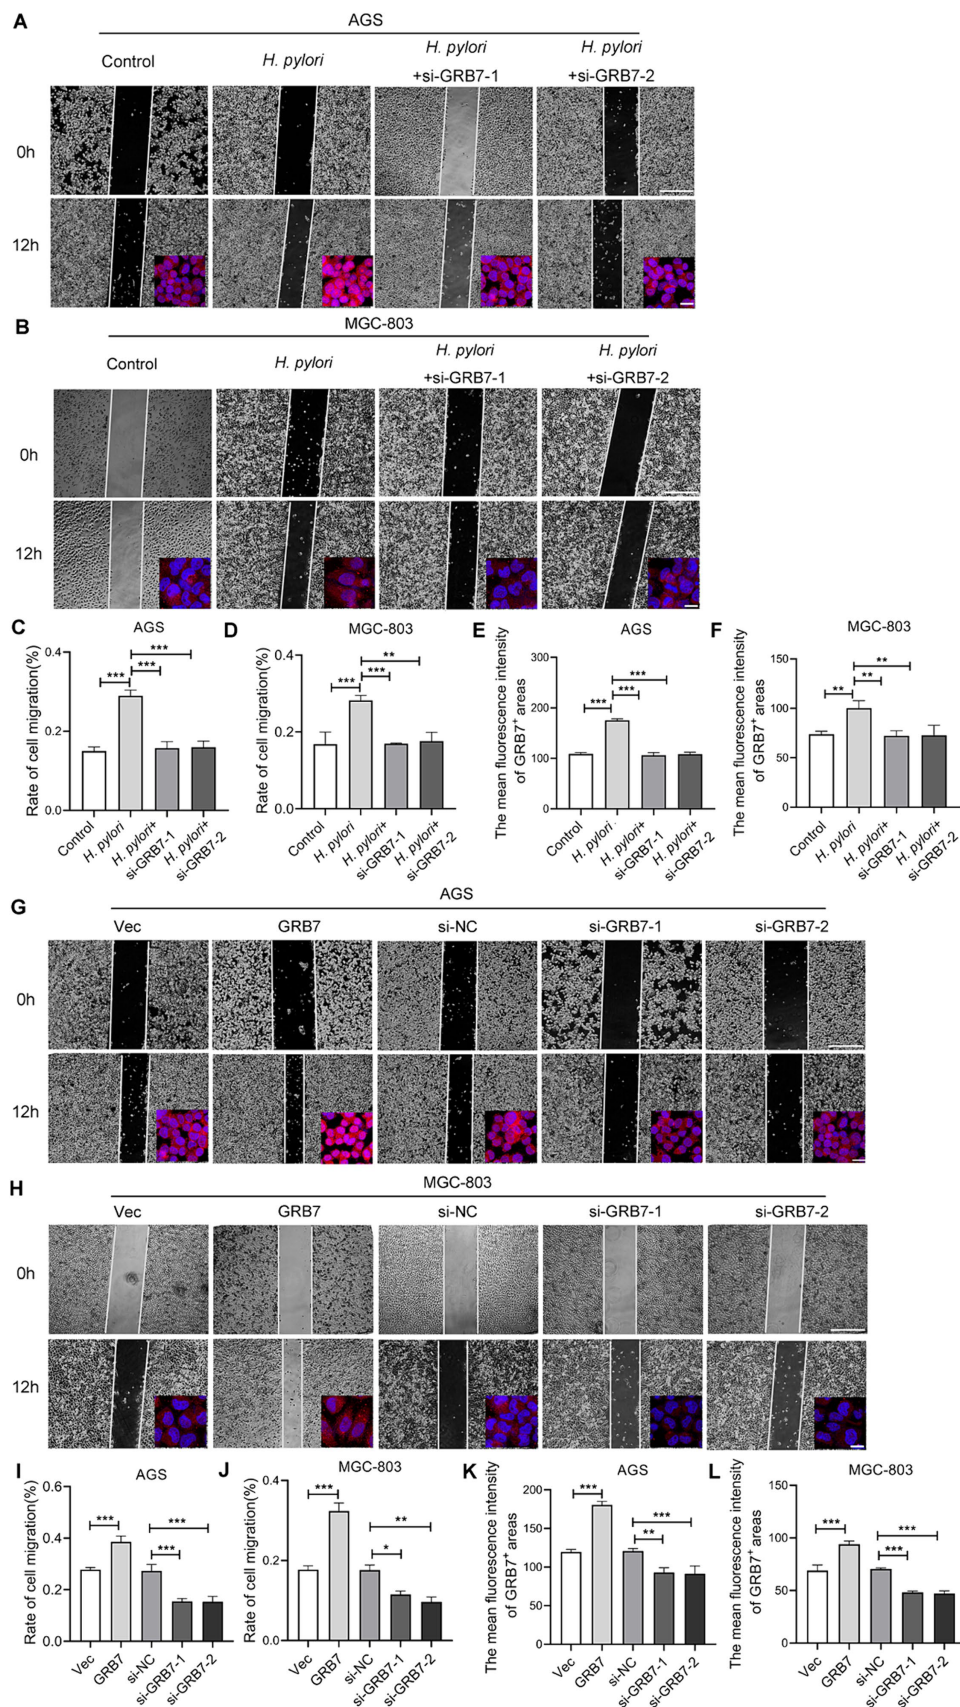 A
AGS
Control
H. pylori
H. pylori
+si-GRB7-1
H. pylori
+si-GRB7-2
0h
12h
B
MGC-803
Control
H. pylori
H. pylori
+si-GRB7-1
H. pylori
+si-GRB7-2
0h
12h
C
AGS
Rate of cell migration(%)
0.4
0.2
0.0
***
***
***
Control
H. pylori
H. pylori+
si-GRB7-1
H. pylori+
si-GRB7-2
D
MGC-803
Rate of cell migration(%)
0.4
0.2
0.0
**
***
***
Control
H. pylori
H. pylori+
si-GRB7-1
H. pylori+
si-GRB7-2
E
AGS
The mean fluorescence intensity
of GRB7+ areas
300
200
100
0
***
***
***
Control
H. pylori
H. pylori+
si-GRB7-1
H. pylori+
si-GRB7-2
F
MGC-803
The mean fluorescence intensity
of GRB7+ areas
150
100
50
0
**
**
**
Control
H. pylori
H. pylori+
si-GRB7-1
H. pylori+
si-GRB7-2
G
AGS
Vec
GRB7
si-NC
si-GRB7-1
si-GRB7-2
0h
12h
H
MGC-803
Vec
GRB7
si-NC
si-GRB7-1
si-GRB7-2
0h
12h
I
AGS
Rate of cell migration(%)
0.6
0.4
0.2
0.0
***
***
***
Vec
GRB7
si-NC
si-GRB7-1
si-GRB7-2
J
MGC-803
Rate of cell migration(%)
0.4
0.2
0.0
***
**
*
Vec
GRB7
si-NC
si-GRB7-1
si-GRB7-2
K
AGS
The mean fluorescence intensity
of GRB7+ areas
200
150
100
50
0
***
***
**
Vec
GRB7
si-NC
si-GRB7-1
si-GRB7-2
L
MGC-803
The mean fluorescence intensity
of GRB7+ areas
150
100
50
0
***
***
***
Vec
GRB7
si-NC
si-GRB7-1
si-GRB7-2